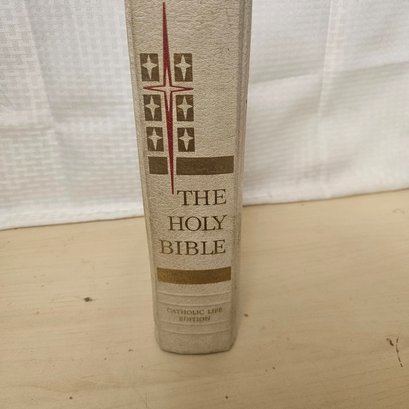 THE
HOLY
BIBLE
CATHOLIC LIFE
EDITION